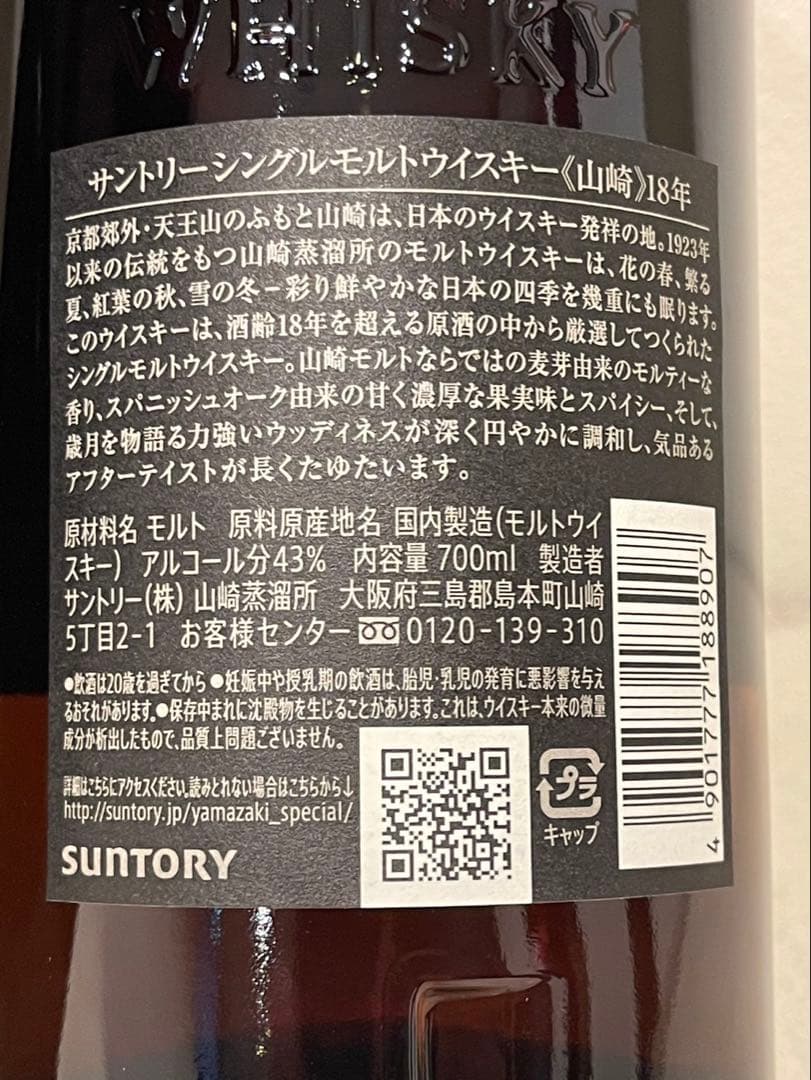 WHISKY
サントリーシングルモルトウイスキー《山崎》18年
京都郊外・天王山のふもと山崎は、日本のウイスキー発祥の地。1923年
以来の伝統をもつ山崎蒸溜所のモルトウイスキーは、花の春、繁る
夏、紅葉の秋、雪の冬－彩り鮮やかな日本の四季を幾重にも眠ります。
このウイスキーは、酒齢18年を超える原酒の中から厳選してつくられた
シングルモルトウイスキー。山崎モルトならではの麦芽由来のモルティーな
香り、スパニッシュオーク由来の甘く濃厚な果実味とスパイシー、そして、
歳月を物語る力強いウッディネスが深く円やかに調和し、気品ある
アフターテイストが長くたゆたいます。
原材料名 モルト 原料原産地名 国内製造(モルトウイ
スキー) アルコール分43% 内容量 700ml 製造者
サントリー(株) 山崎蒸溜所 大阪府三島郡島本町山崎
5丁目2-1 お客様センター 0120-139-310
●飲酒は20歳を過ぎてから ●妊娠中や授乳期の飲酒は、胎児・乳児の発育に悪影響を与え
るおそれがあります。●保存中まれに沈殿物を生じることがあります。これは、ウイスキー本来の微量
成分が析出したもので、品質上問題ございません。
詳細はこちらにアクセスください。読みとれない場合はこちらから↓
http://suntory.jp/yamazaki_special/
SUNTORY
プラ
キャップ
4 901777 188907